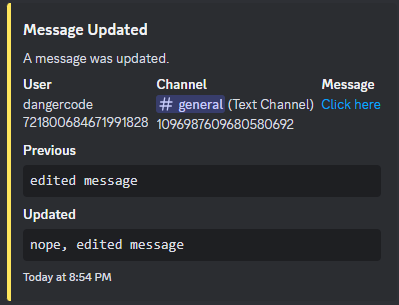 Message Updated
A message was updated.
User Channel Message
dangercode # general (Text Channel) Click here
721800684671991828 1096987609680580692
Previous
edited message
Updated
nope, edited message
Today at 8:54 PM